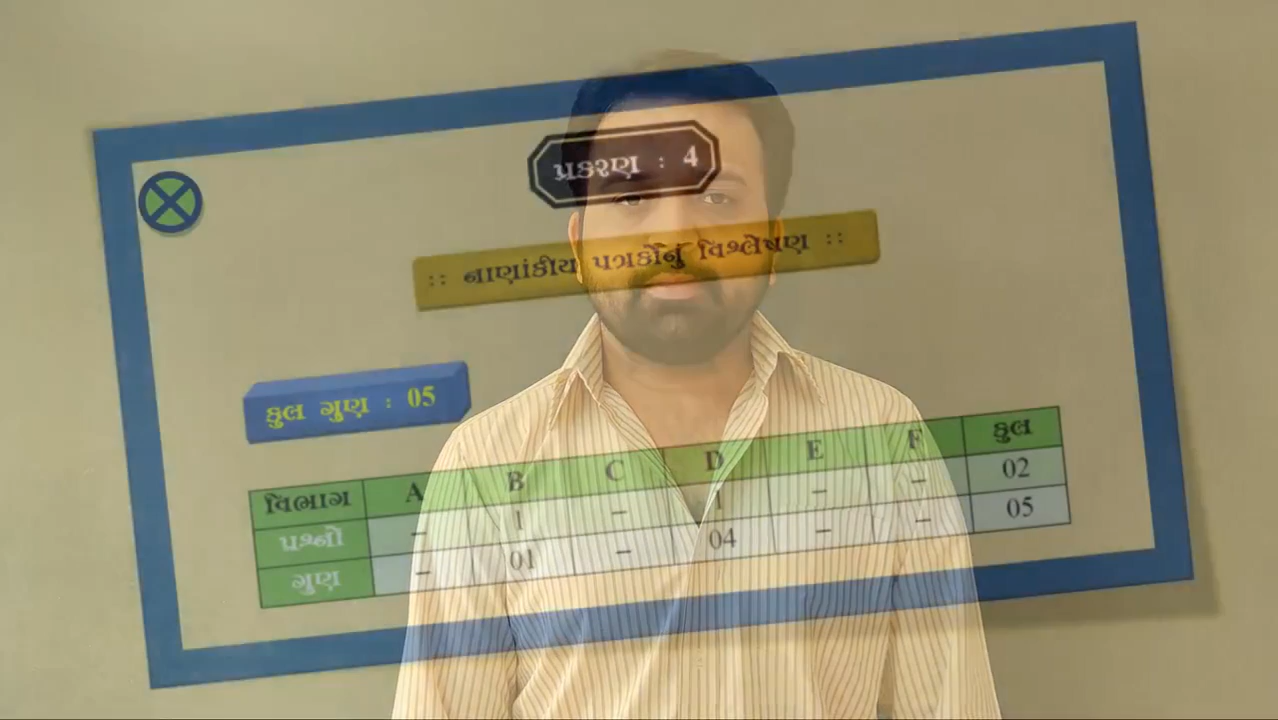 પ્રકરણ : 4
:: નાણાંકીય પત્રકોનું વિશ્લેષણ ::
કુલ ગુણ : 05
વિભાગ A B C D E F કુલ
પ્રશ્નો – 1 – 1 – – 02
ગુણ – 01 – 04 – – 05